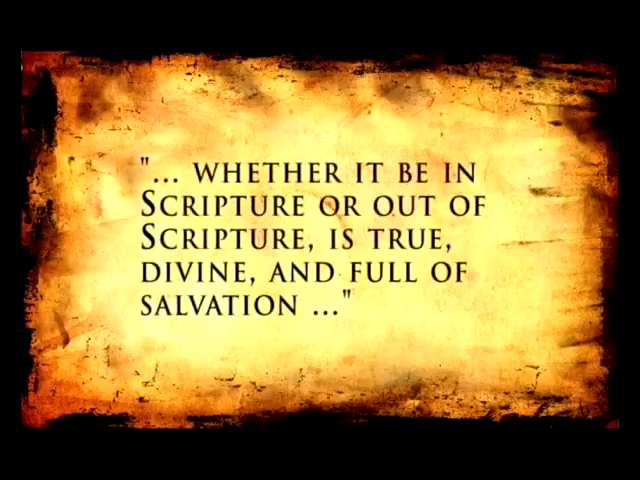 "... WHETHER IT BE IN
SCRIPTURE OR OUT OF
SCRIPTURE, IS TRUE,
DIVINE, AND FULL OF
SALVATION ..."